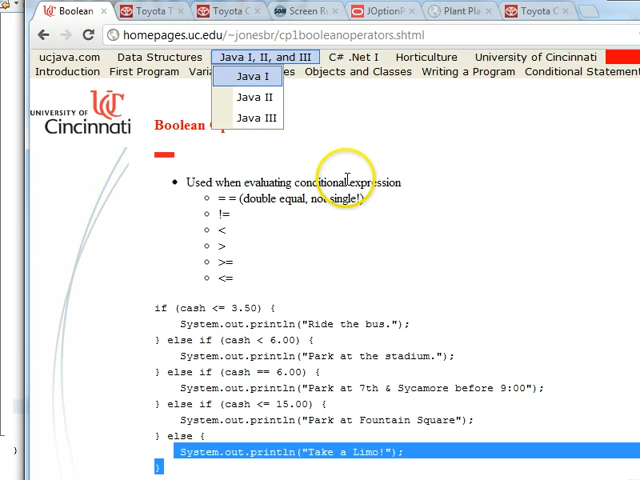 Boolean
Toyota T
Toyota C
Screen R
JOptionP
Plant Pla
Toyota C
homepages.uc.edu/~jonesbr/cp1booleanoperators.shtml
ucjava.com Data Structures Java I, II, and III C# .Net I Horticulture University of Cincinnati
Introduction First Program Objects and Classes Writing a Program Conditional Statement
Java I
Java II
Java III
UNIVERSITY OF
Cincinnati
Boolean
Used when evaluating conditional expression
= = (double equal, not single!)
!=
<
>
>=
<=
if (cash <= 3.50) {
System.out.println("Ride the bus.");
} else if (cash < 6.00) {
System.out.println("Park at the stadium.");
} else if (cash == 6.00) {
System.out.println("Park at 7th & Sycamore before 9:00");
} else if (cash <= 15.00) {
System.out.println("Park at Fountain Square");
} else {
System.out.println("Take a Limo!");
}
}